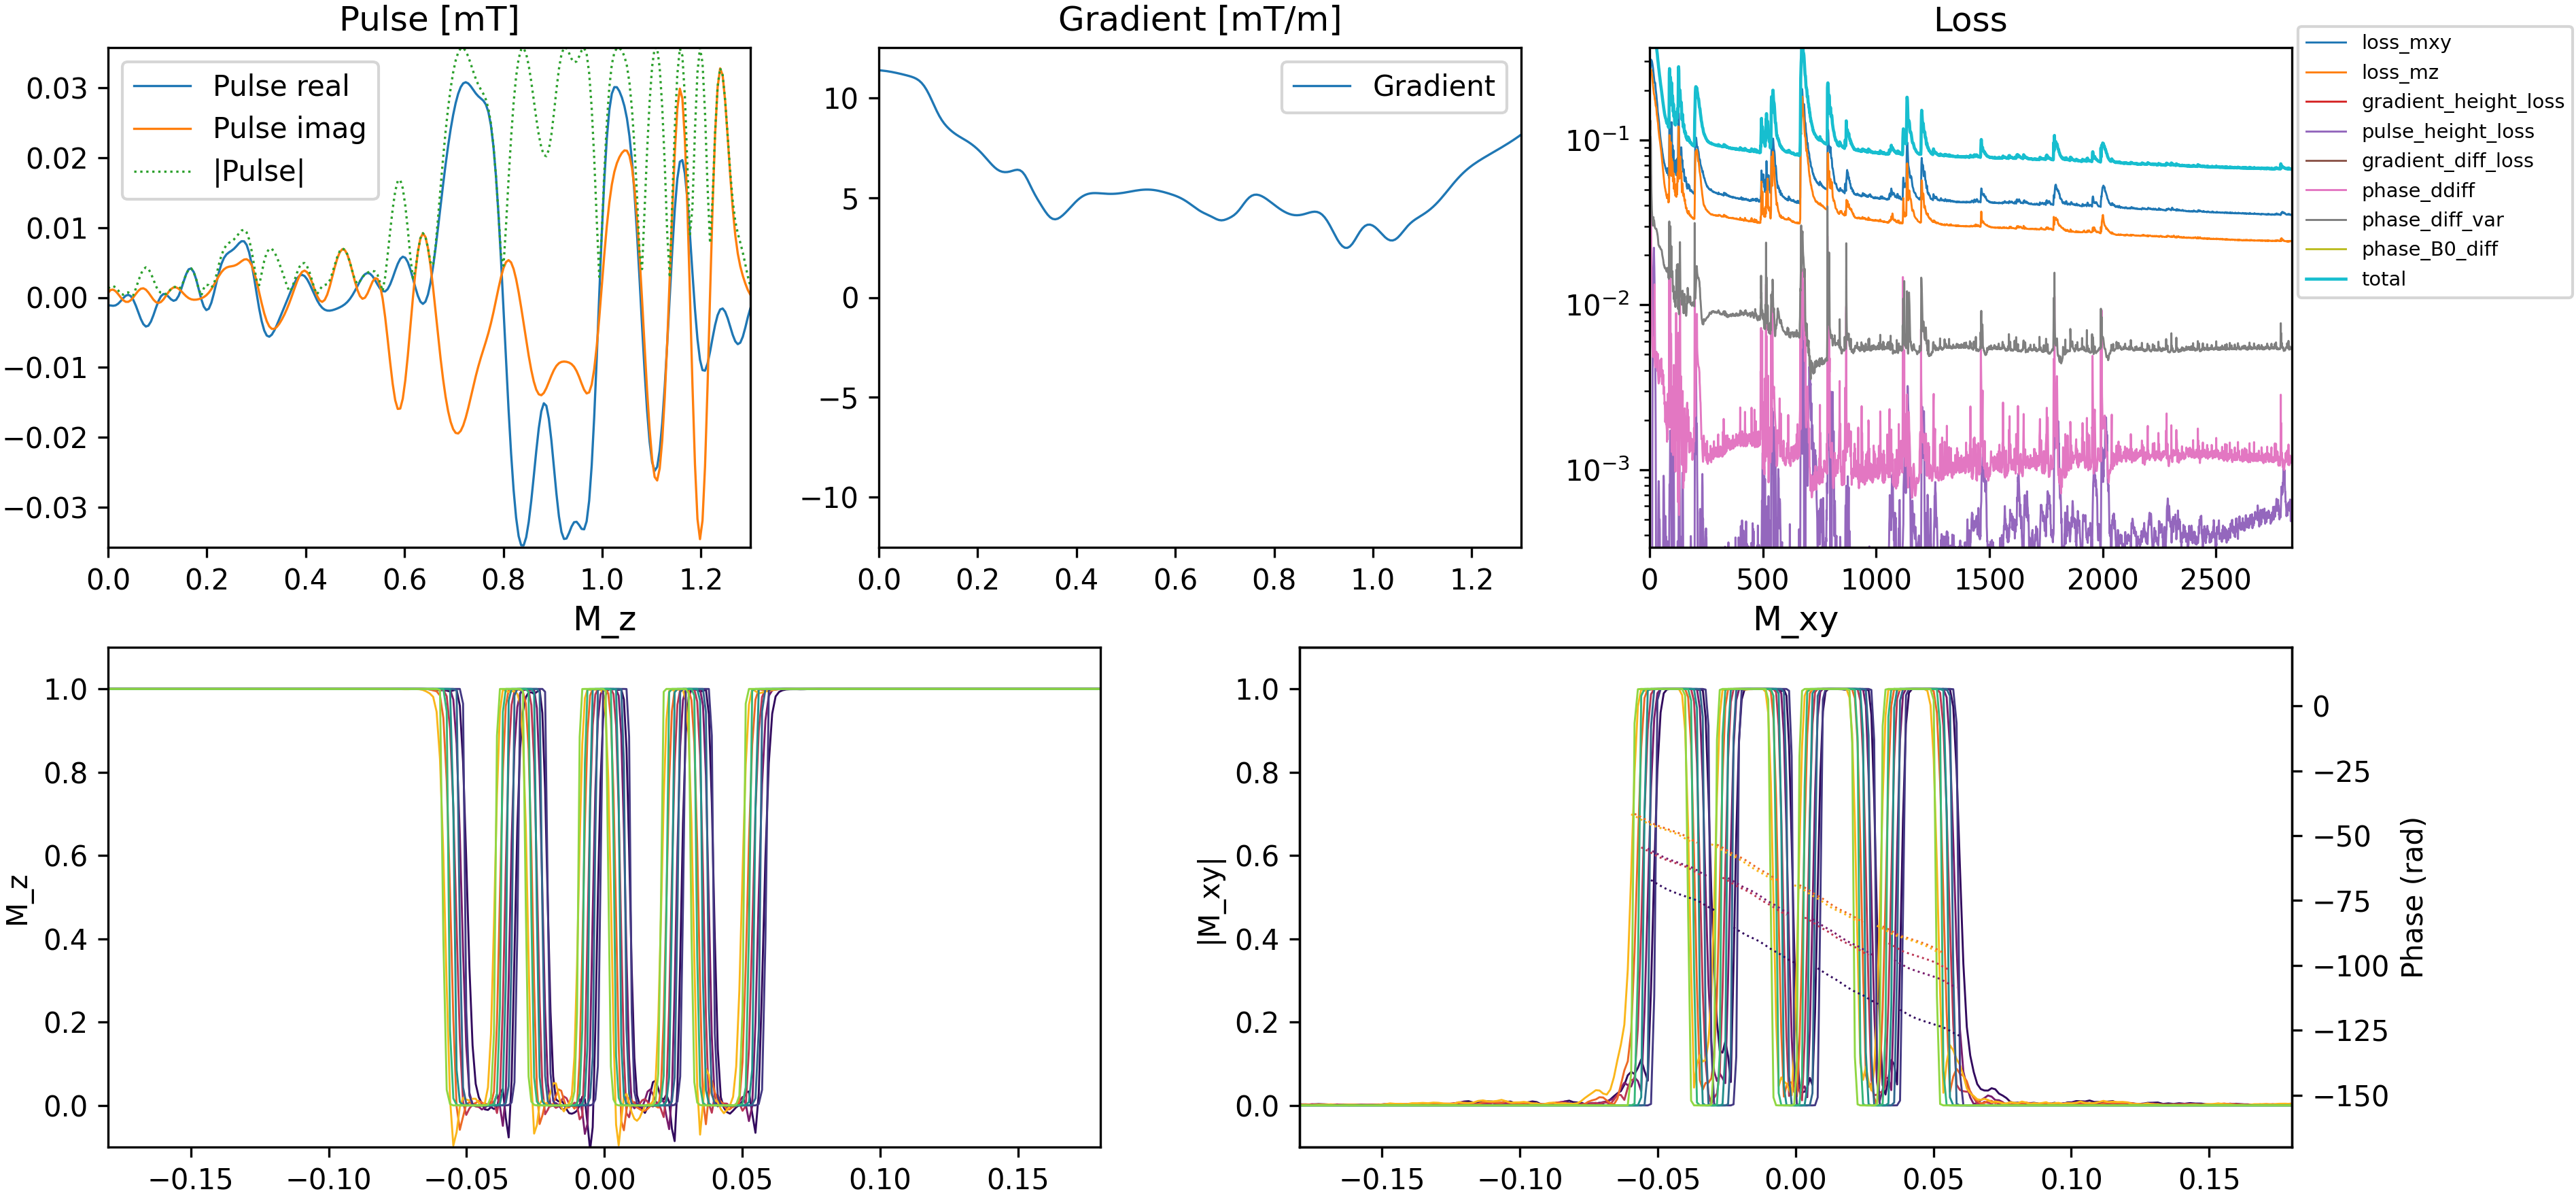 Pulse [mT]
0.03
0.02
0.01
0.00
−0.01
−0.02
−0.03
Pulse real
Pulse imag
|Pulse|
0.0 0.2 0.4 0.6 0.8 1.0 1.2
Gradient [mT/m]
10
5
0
−5
−10
Gradient
0.0 0.2 0.4 0.6 0.8 1.0 1.2
Loss
10−1
10−2
10−3
0 500 1000 1500 2000 2500
loss_mxy
loss_mz
gradient_height_loss
pulse_height_loss
gradient_diff_loss
phase_ddiff
phase_diff_var
phase_B0_diff
total
M_z
M_z
1.0
0.8
0.6
0.4
0.2
0.0
−0.15 −0.10 −0.05 0.00 0.05 0.10 0.15
M_xy
|M_xy|
1.0
0.8
0.6
0.4
0.2
0.0
−0.15 −0.10 −0.05 0.00 0.05 0.10 0.15
0
−25
−50
−75
−100
−125
−150
Phase (rad)